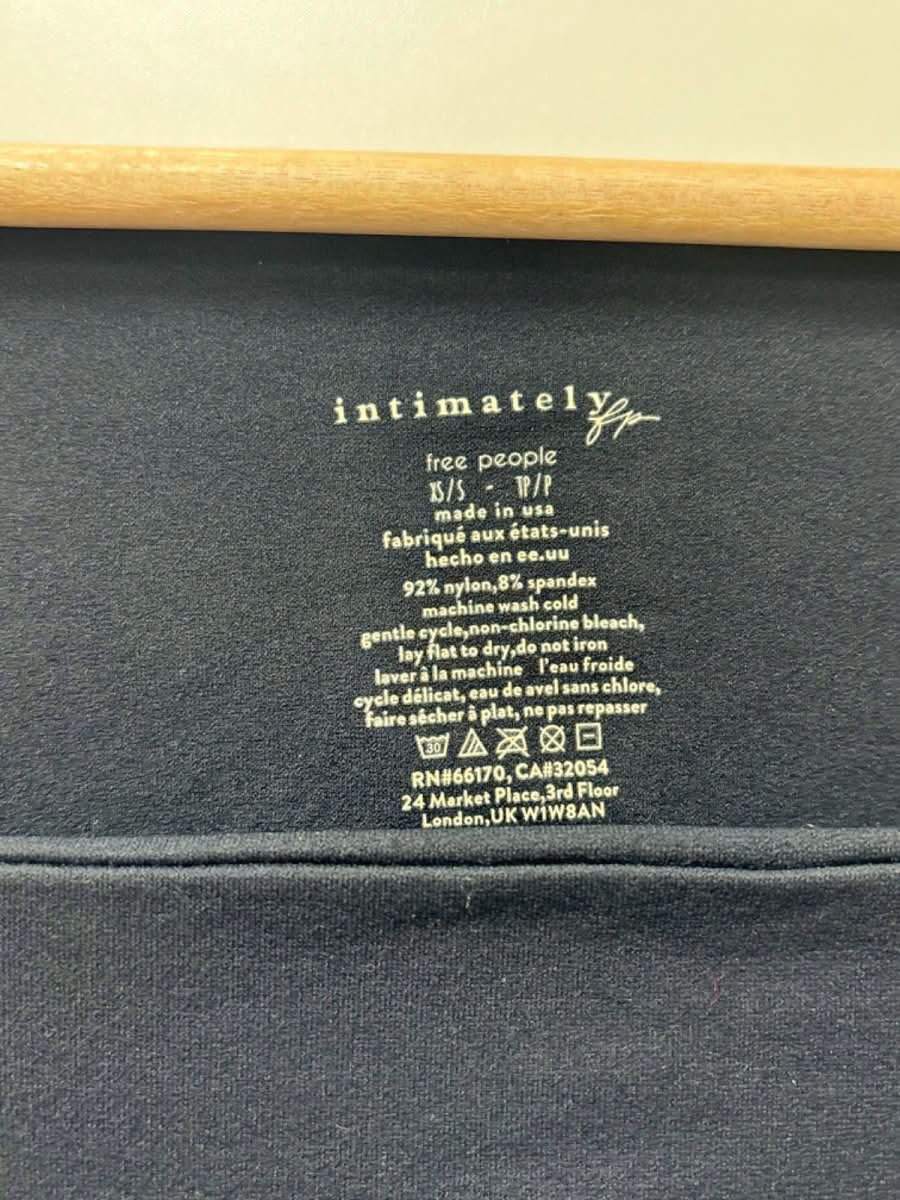 intimately fp
free people
XS/S - TP/P
made in usa
fabriqué aux états-unis
hecho en ee.uu
92% nylon,8% spandex
machine wash cold
gentle cycle,non-chlorine bleach,
lay flat to dry,do not iron
laver à la machine l'eau froide
cycle délicat, eau de avel sans chlore,
faire sécher à plat, ne pas repasser
30
RN#66170, CA#32054
24 Market Place,3rd Floor
London,UK W1W8AN